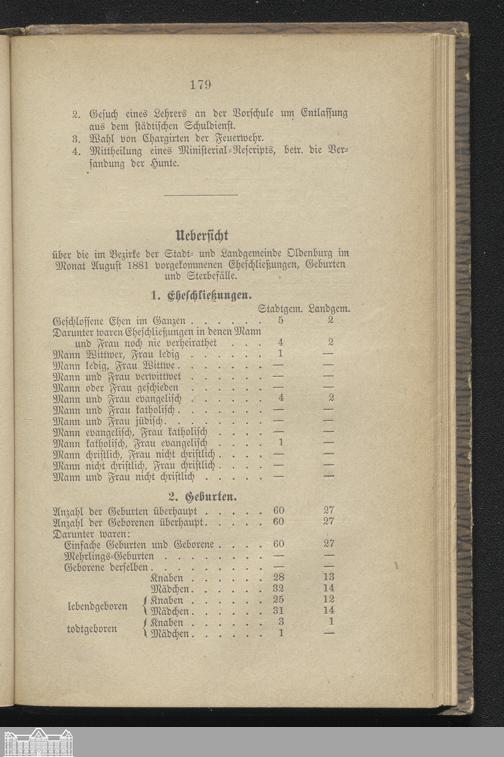 179
2. Gesuch eines Lehrers an der Vorschule um Entlassung
aus dem städtischen Schuldienst.
3. Wahl von Chargirten der Feuerwehr.
4. Mittheilung eines Ministerial-Rescripts, betr. die Ver-
sandung der Hunte.
Uebersicht
über die im Bezirke der Stadt- und Landgemeinde Oldenburg im
Monat August 1881 vorgekommenen Eheschließungen, Geburten
und Sterbefälle.
1. Eheschließungen.
Stadtgem. Landgem.
Geschlossene Ehen im Ganzen . . . . . . 5 2
Darunter waren Eheschließungen in denen Mann
und Frau noch nie verheirathet . . . 4 2
Mann Wittwer, Frau ledig . . . . . . 1 —
Mann ledig, Frau Wittwe . . . . . . . — —
Mann und Frau verwittwet . . . . . . — —
Mann oder Frau geschieden . . . . . . — —
Mann und Frau evangelisch . . . . . . 4 2
Mann und Frau katholisch . . . . . . . — —
Mann und Frau jüdisch . . . . . . . . — —
Mann evangelisch, Frau katholisch . . . . — —
Mann katholisch, Frau evangelisch . . . . 1 —
Mann christlich, Frau nicht christlich . . . . — —
Mann nicht christlich, Frau christlich . . . . — —
Mann und Frau nicht christlich . . . . . — —
2. Geburten.
Anzahl der Geburten überhaupt . . . . . 60 27
Anzahl der Geborenen überhaupt . . . . . 60 27
Darunter waren:
Einfache Geburten und Geborene . . . . 60 27
Mehrlings-Geburten . . . . . . . . — —
Geborene derselben . . . . . . . . . — —
Knaben . . . . . . 28 13
Mädchen . . . . . . 32 14
lebendgeboren { Knaben . . . . . . 25 12
{ Mädchen . . . . . . 31 14
todtgeboren { Knaben . . . . . . 3 1
{ Mädchen . . . . . . 1 —